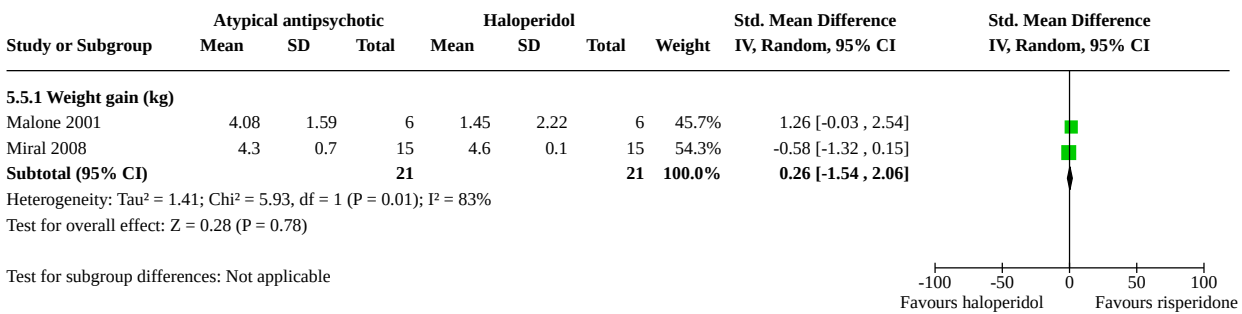 Atypical antipsychotic Haloperidol Std. Mean Difference Std. Mean Difference
Study or Subgroup Mean SD Total Mean SD Total Weight IV, Random, 95% CI IV, Random, 95% CI
5.5.1 Weight gain (kg)
Malone 2001 4.08 1.59 6 1.45 2.22 6 45.7% 1.26 [-0.03 , 2.54]
Miral 2008 4.3 0.7 15 4.6 0.1 15 54.3% -0.58 [-1.32 , 0.15]
Subtotal (95% CI) 21 21 100.0% 0.26 [-1.54 , 2.06]
Heterogeneity: Tau² = 1.41; Chi² = 5.93, df = 1 (P = 0.01); I² = 83%
Test for overall effect: Z = 0.28 (P = 0.78)
Test for subgroup differences: Not applicable
-100 -50 0 50 100
Favours haloperidol Favours risperidone